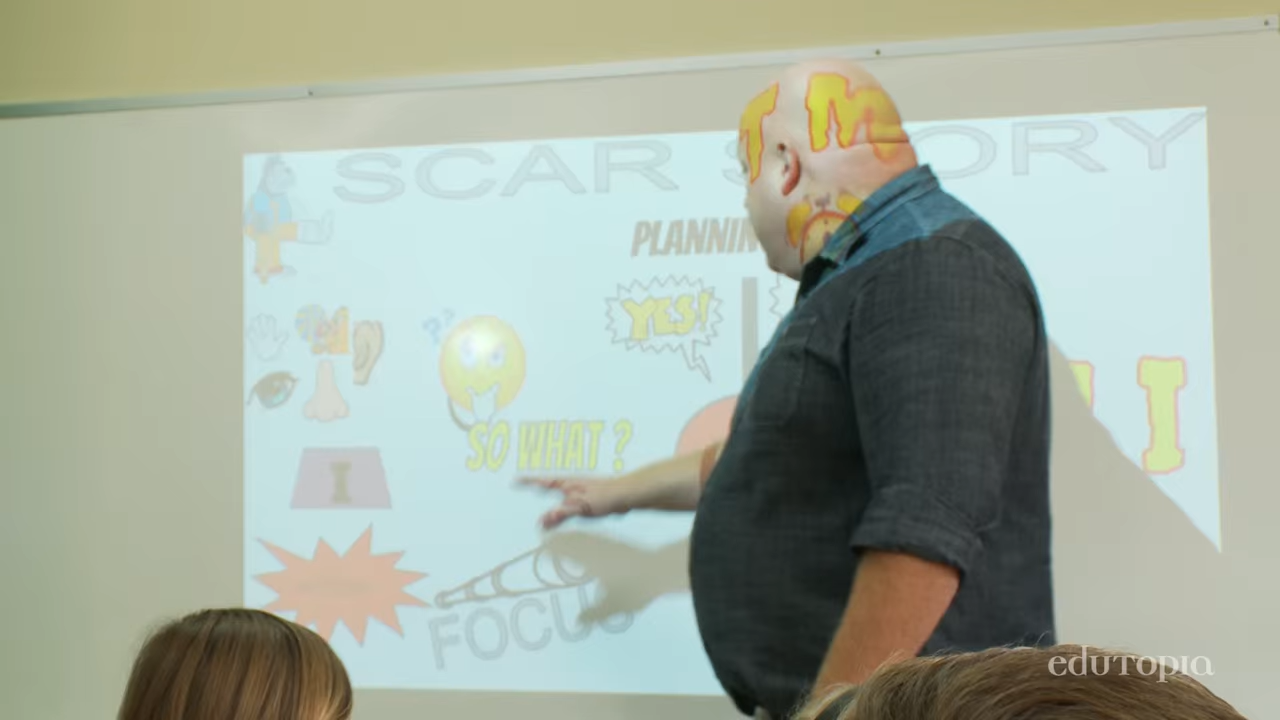 SCAR S ORY
T M
PLANNIN
YES!
SO WHAT ?
I
I
FOCUS
edutopia